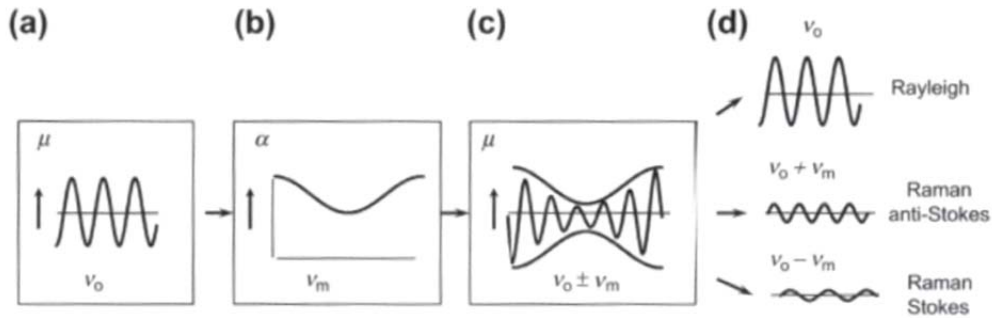 (a)
(b)
(c)
(d)
μ
ν₀
α
νₘ
μ
ν₀ ± νₘ
ν₀
Rayleigh
ν₀ + νₘ
Raman
anti-Stokes
ν₀ − νₘ
Raman
Stokes